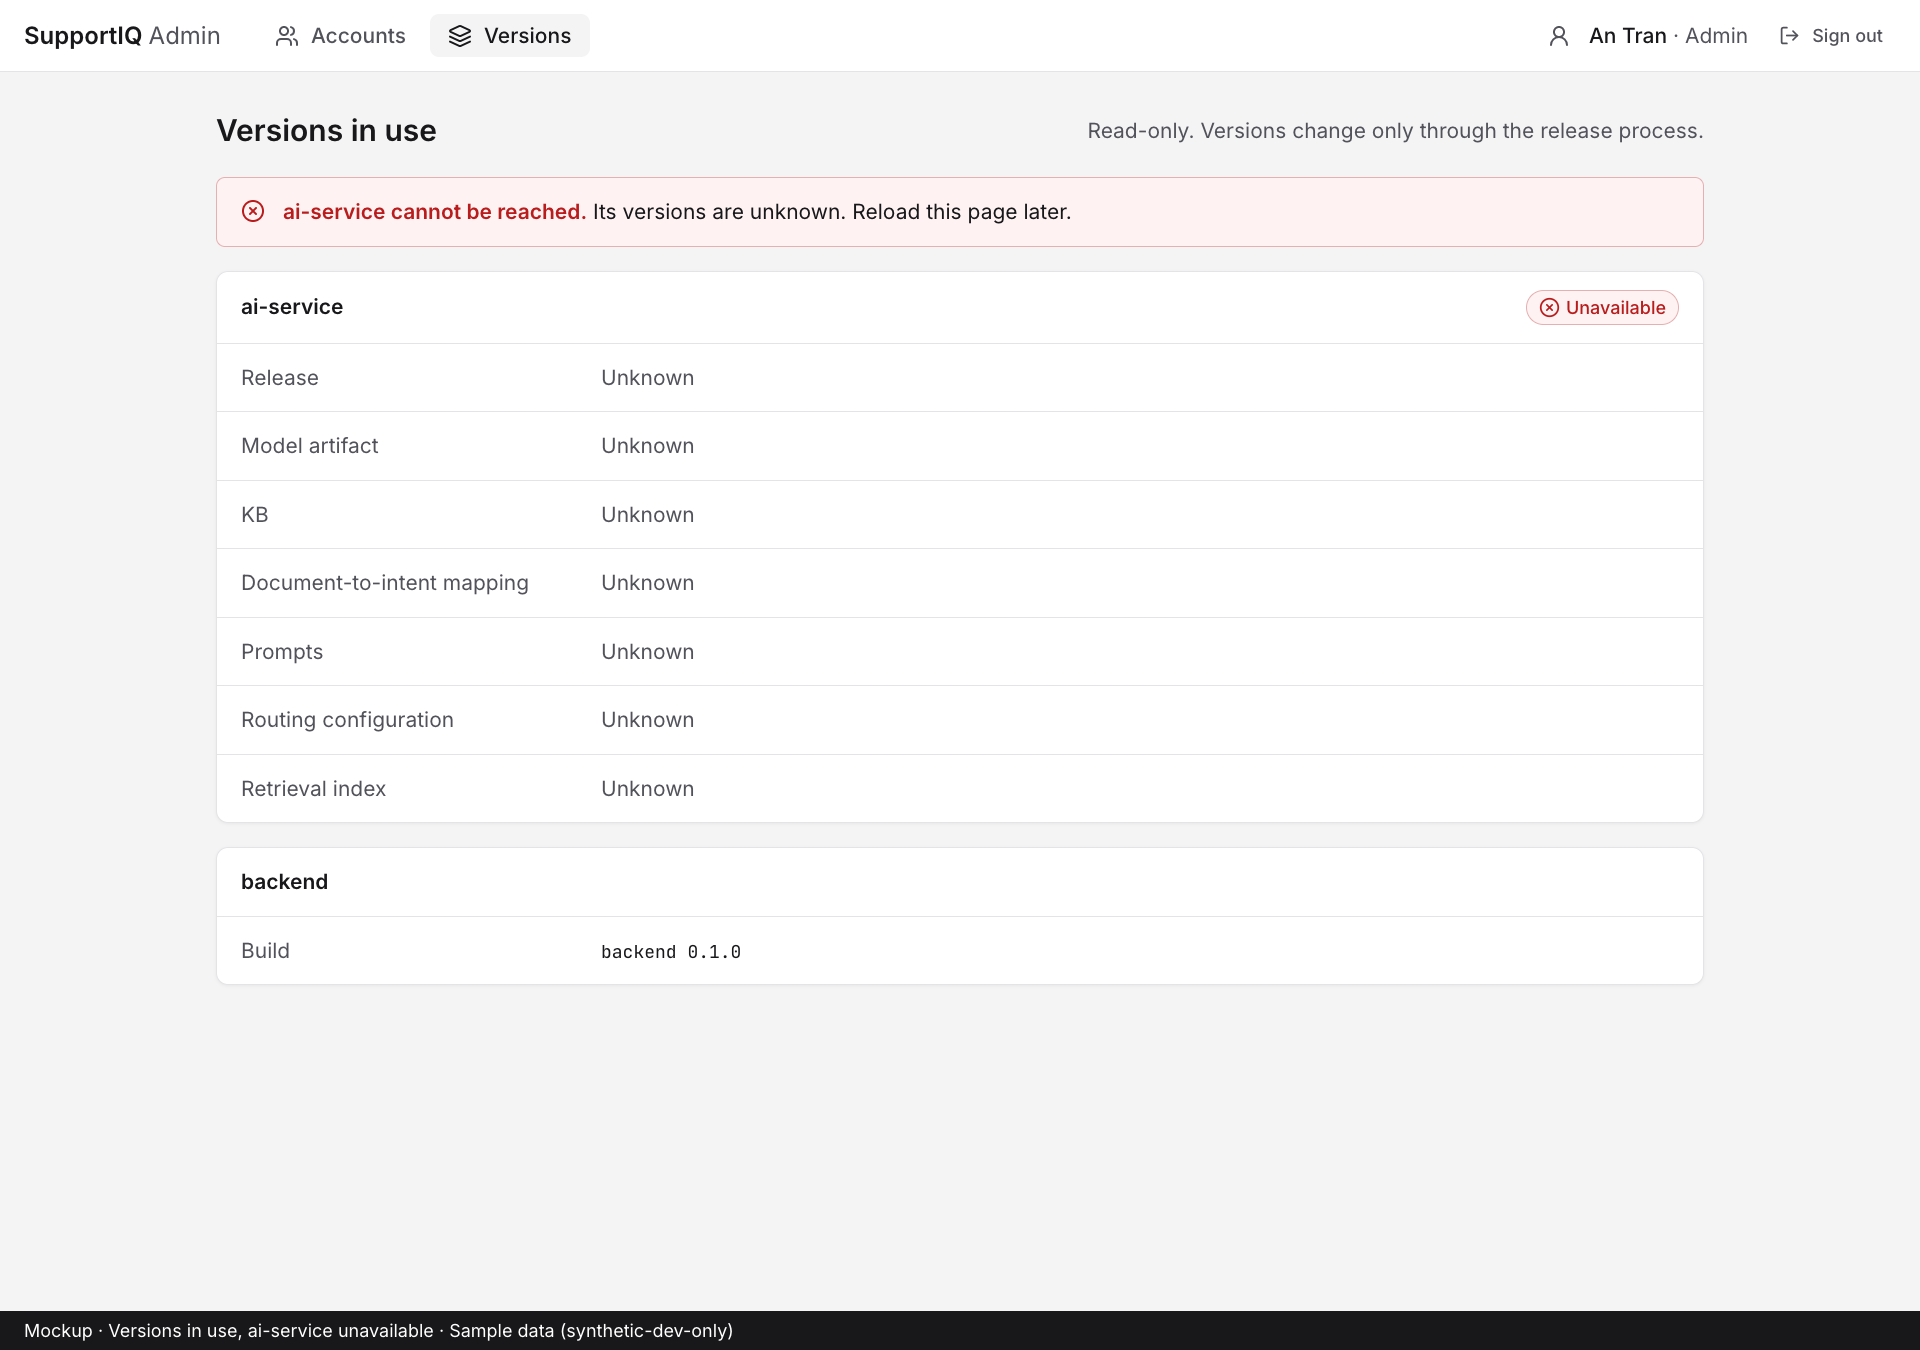 SupportIQ Admin Accounts Versions An Tran · Admin Sign out
Versions in use Read-only. Versions change only through the release process.
ai-service cannot be reached. Its versions are unknown. Reload this page later.
ai-service Unavailable
Release Unknown
Model artifact Unknown
KB Unknown
Document-to-intent mapping Unknown
Prompts Unknown
Routing configuration Unknown
Retrieval index Unknown
backend
Build backend 0.1.0
Mockup · Versions in use, ai-service unavailable · Sample data (synthetic-dev-only)